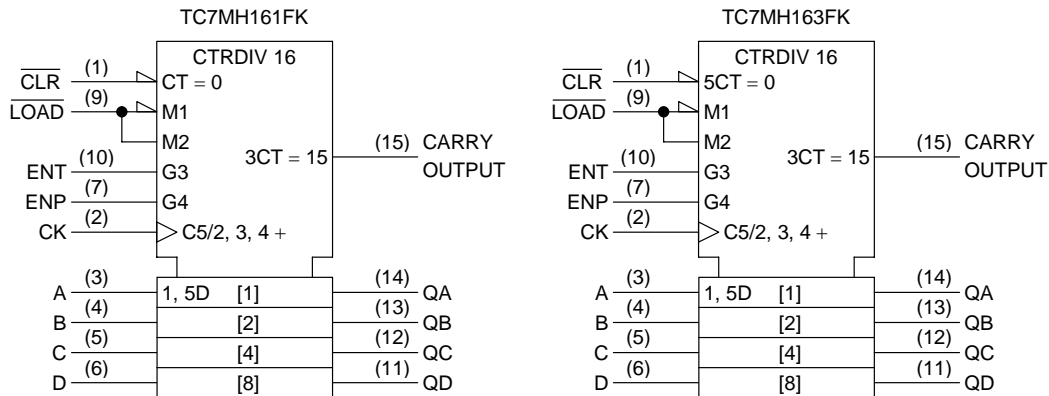 TC7MH161FK
CTRDIV 16
CLR (1) CT = 0
LOAD (9) M1
M2
3CT = 15 (15) CARRY OUTPUT
ENT (10) G3
ENP (7) G4
CK (2) C5/2, 3, 4 +
A (3) 1, 5D [1] (14) QA
B (4) [2] (13) QB
C (5) [4] (12) QC
D (6) [8] (11) QD
TC7MH163FK
CTRDIV 16
CLR (1) 5CT = 0
LOAD (9) M1
M2
3CT = 15 (15) CARRY OUTPUT
ENT (10) G3
ENP (7) G4
CK (2) C5/2, 3, 4 +
A (3) 1, 5D [1] (14) QA
B (4) [2] (13) QB
C (5) [4] (12) QC
D (6) [8] (11) QD